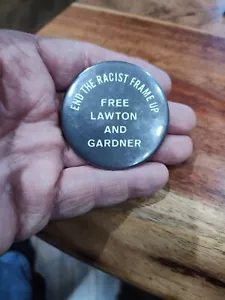 END THE RACIST FRAME UP
FREE
LAWTON
AND
GARDNER